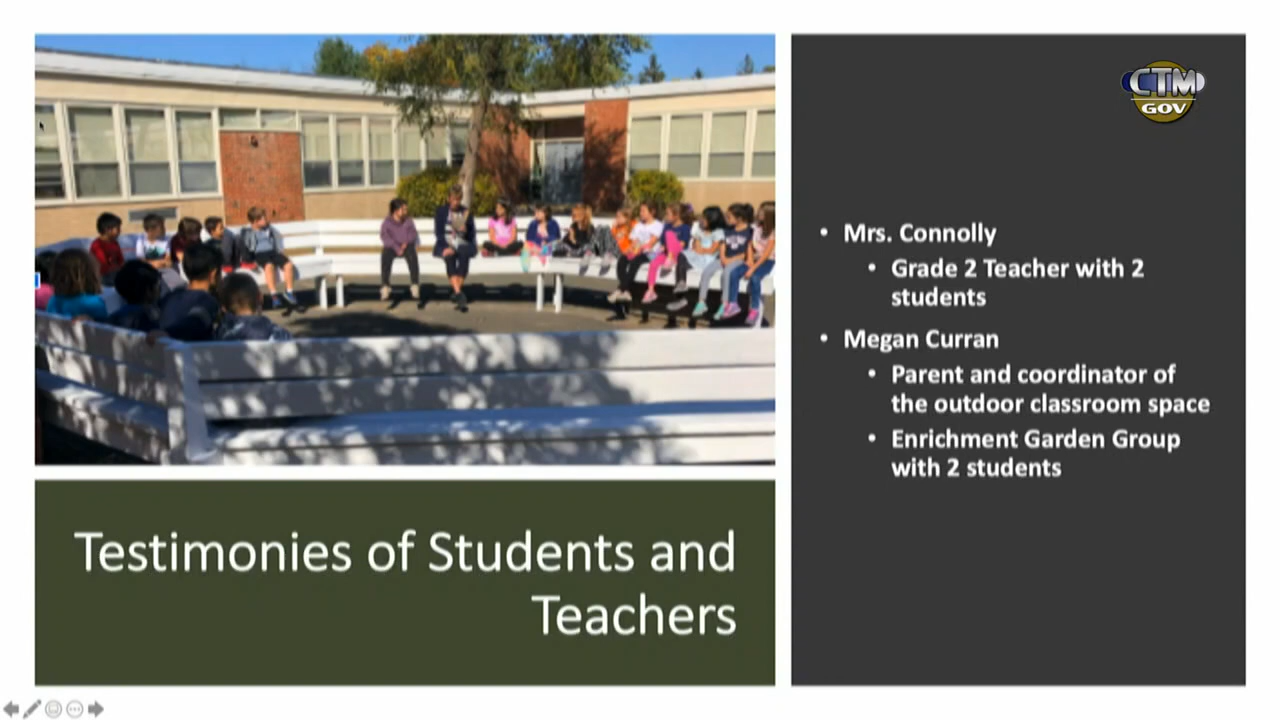 CTM
GOV
• Mrs. Connolly
• Grade 2 Teacher with 2
students
• Megan Curran
• Parent and coordinator of
the outdoor classroom space
• Enrichment Garden Group
with 2 students
Testimonies of Students and
Teachers